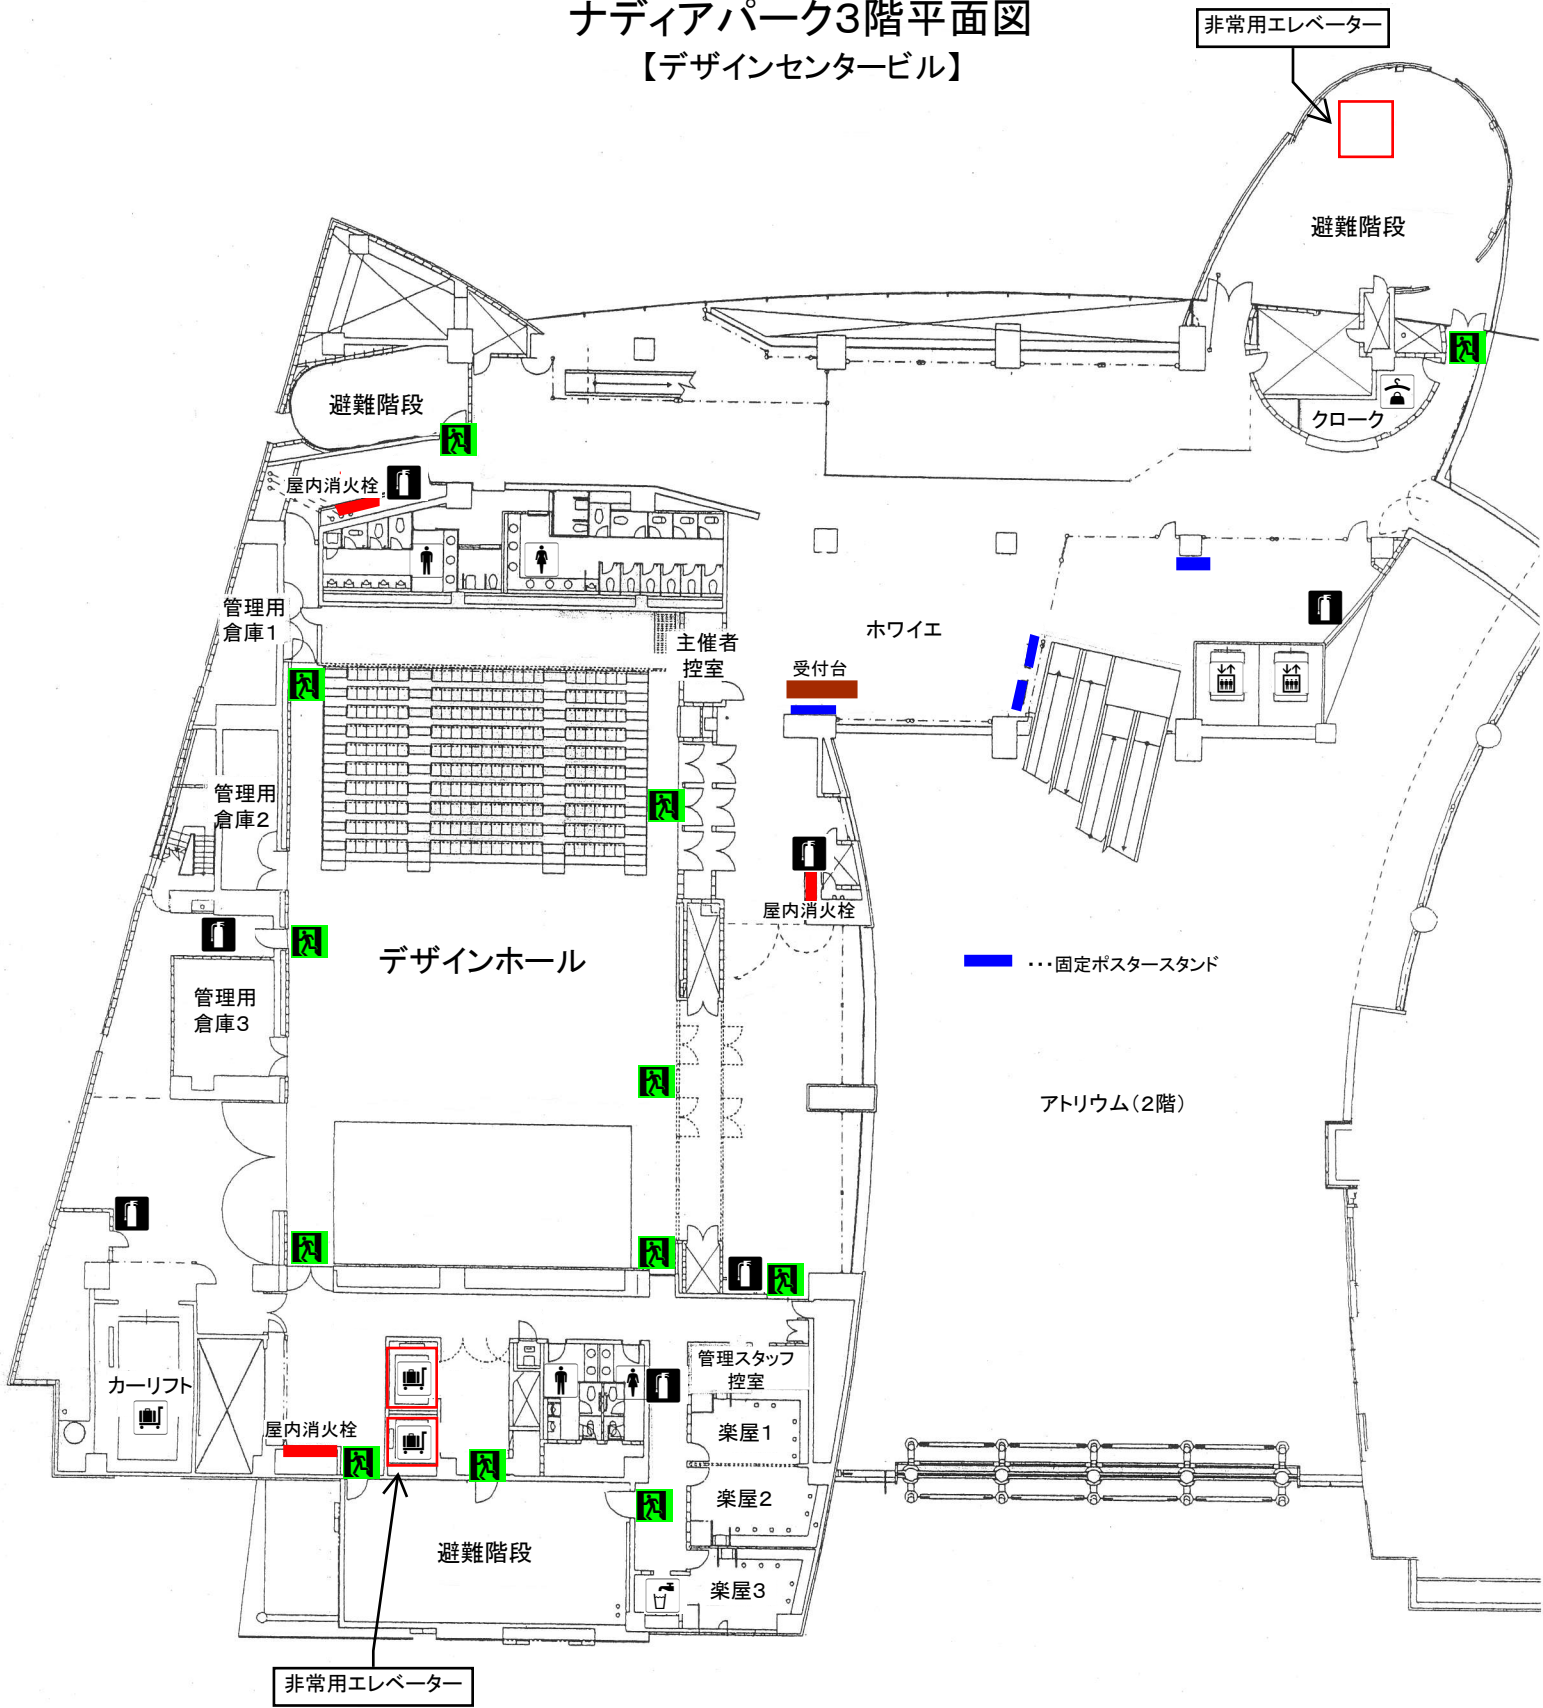 ナディアパーク3階平面図
【デザインセンタービル】
非常用エレベーター
避難階段
避難階段
クローク
屋内消火栓
管理用
倉庫1
主催者
控室
ホワイエ
受付台
管理用
倉庫2
屋内消火栓
デザインホール
・・・固定ポスタースタンド
管理用
倉庫3
アトリウム（2階）
管理スタッフ
控室
カーリフト
屋内消火栓
楽屋1
楽屋2
避難階段
楽屋3
非常用エレベーター